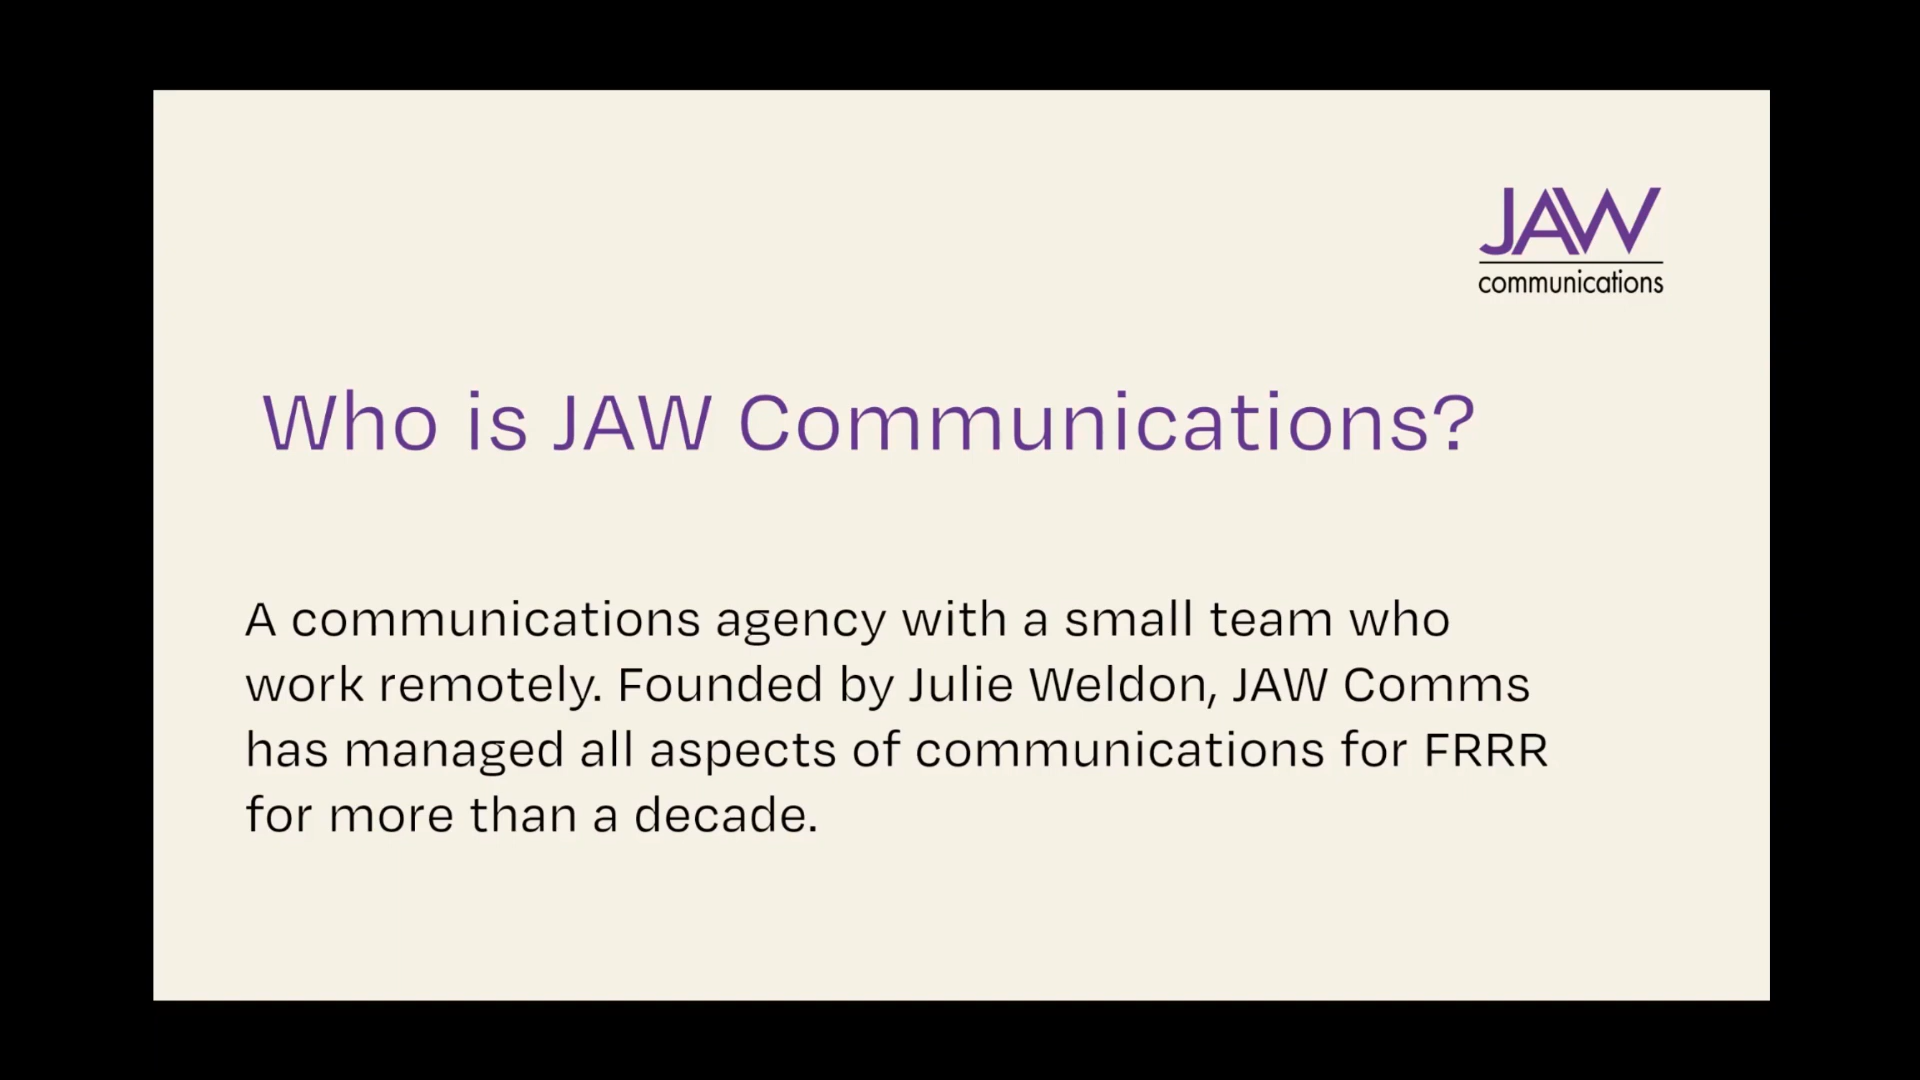 JAW
communications
Who is JAW Communications?
A communications agency with a small team who
work remotely. Founded by Julie Weldon, JAW Comms
has managed all aspects of communications for FRRR
for more than a decade.